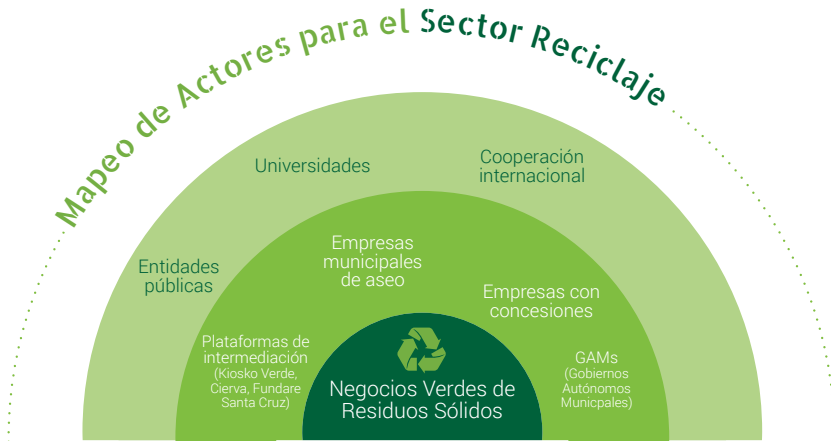 Mapeo de Actores para el Sector Reciclaje
Universidades
Cooperación
internacional
Entidades
públicas
Empresas
municipales
de aseo
Empresas con
concesiones
Plataformas de
intermediación
(Kiosko Verde,
Cierva, Fundare
Santa Cruz)
GAMs
(Gobiernos
Autónomos
Municpales)
Negocios Verdes de
Residuos Sólidos